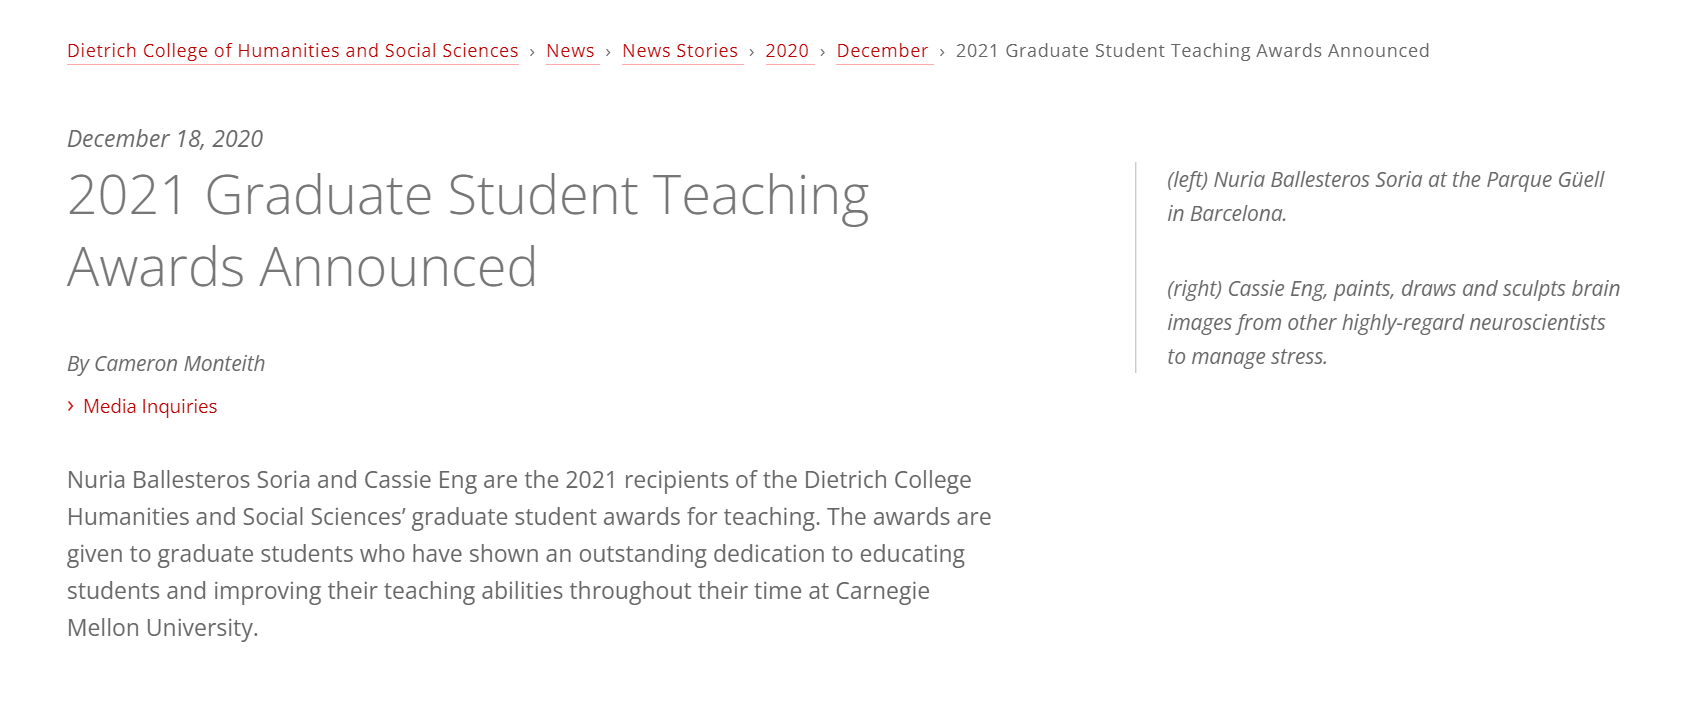 Dietrich College of Humanities and Social Sciences › News › News Stories › 2020 › December › 2021 Graduate Student Teaching Awards Announced
December 18, 2020
2021 Graduate Student Teaching
Awards Announced
By Cameron Monteith
› Media Inquiries
Nuria Ballesteros Soria and Cassie Eng are the 2021 recipients of the Dietrich College
Humanities and Social Sciences’ graduate student awards for teaching. The awards are
given to graduate students who have shown an outstanding dedication to educating
students and improving their teaching abilities throughout their time at Carnegie
Mellon University.
(left) Nuria Ballesteros Soria at the Parque Güell
in Barcelona.
(right) Cassie Eng, paints, draws and sculpts brain
images from other highly-regard neuroscientists
to manage stress.